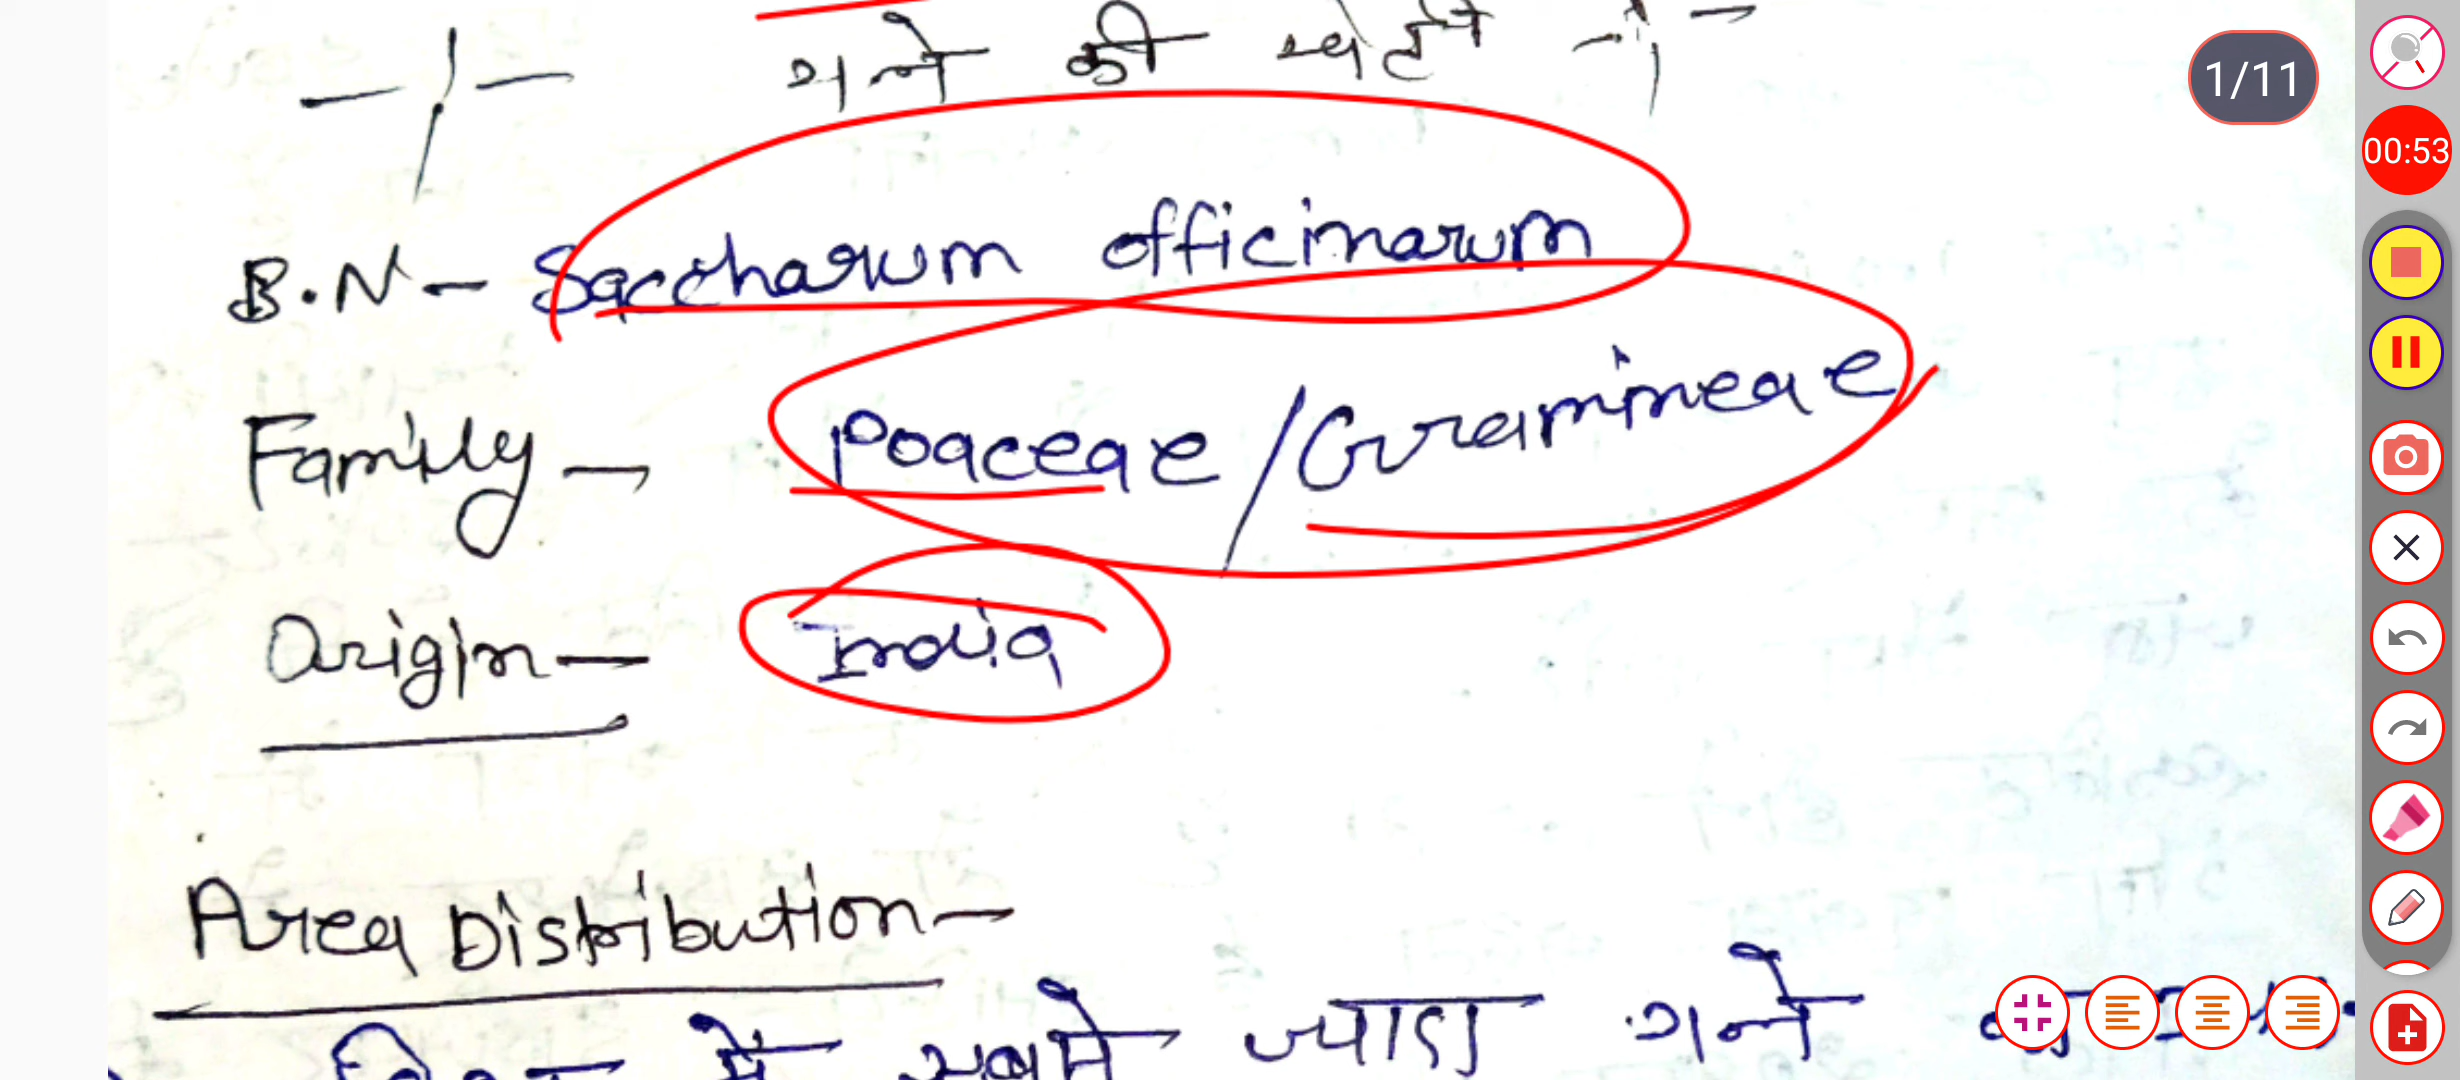 गन्ने की खेती
1/11
00:53
B.N - Saccharum officinarum
Family - Poaceae / Gramineae
Origin - India
Area Distribution -
में सबसे ज्यादा गन्ने